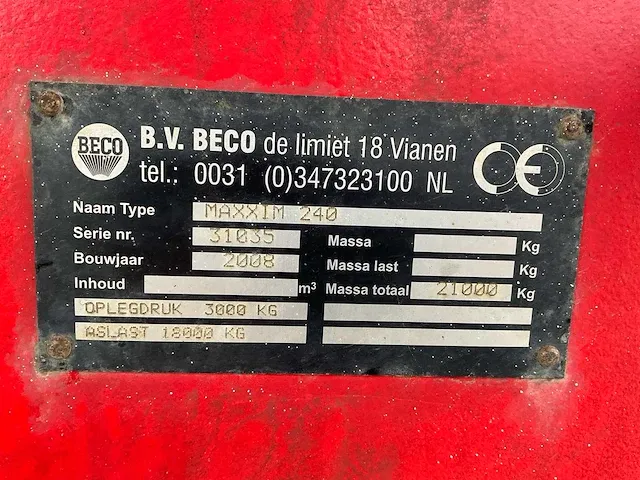 BECO
B.V. BECO de limiet 18 Vianen
tel.: 0031 (0)347323100 NL
CE
Naam Type MAXXIM 240
Serie nr. 31035
Bouwjaar 2008
Inhoud m³
OPLEGDRUK 3000 KG
ASLAST 18000 KG
Massa Kg
Massa last Kg
Massa totaal 21000 Kg